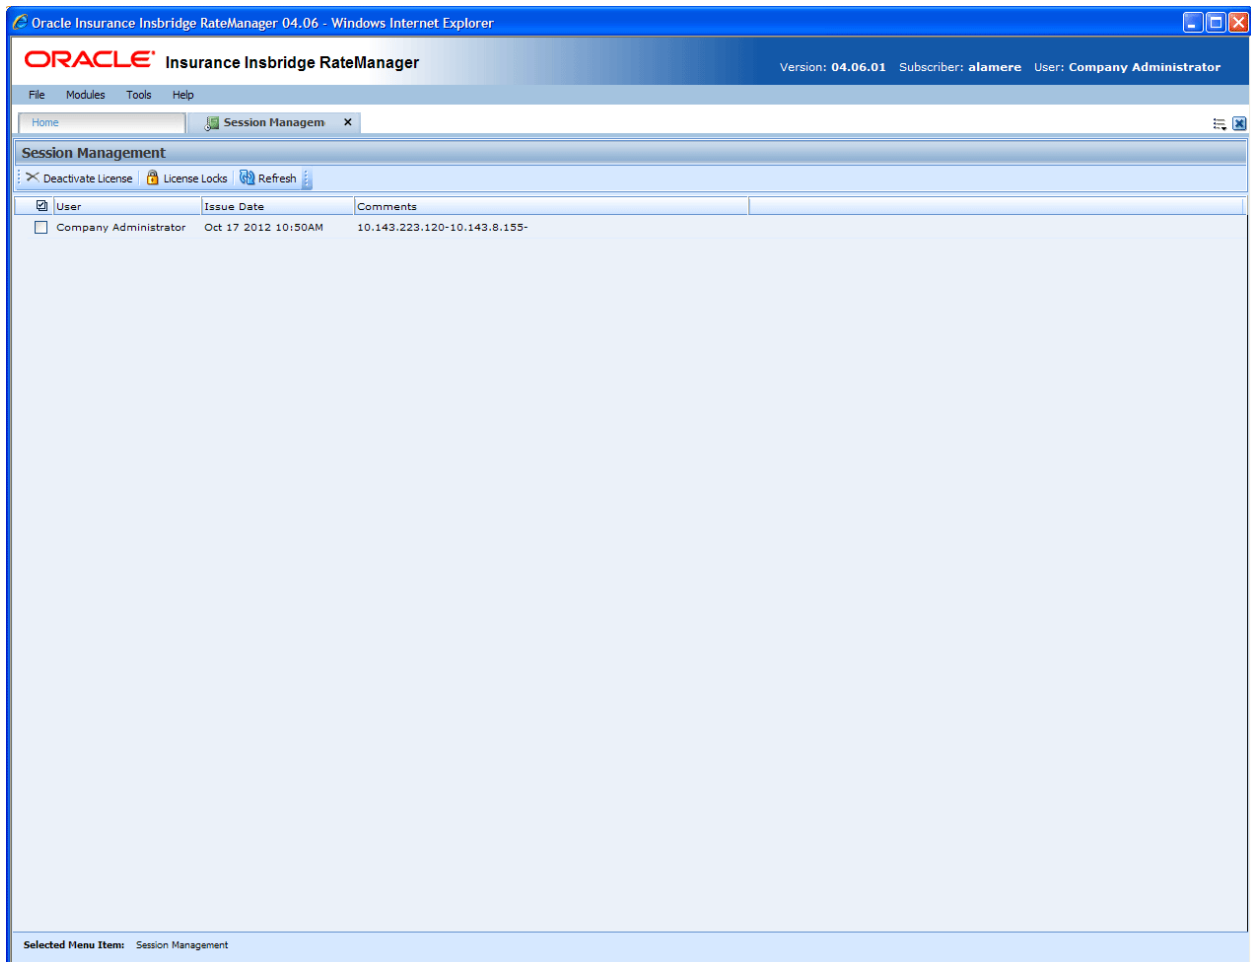 Oracle Insurance Insbridge RateManager 04.06 - Windows Internet Explorer
ORACLE® Insurance Insbridge RateManager
Version: 04.06.01 Subscriber: alamere User: Company Administrator
File Modules Tools Help
Home Session Managem x
Session Management
Deactivate License License Locks Refresh
User Issue Date Comments
Company Administrator Oct 17 2012 10:50AM 10.143.223.120-10.143.8.155-
Selected Menu Item: Session Management